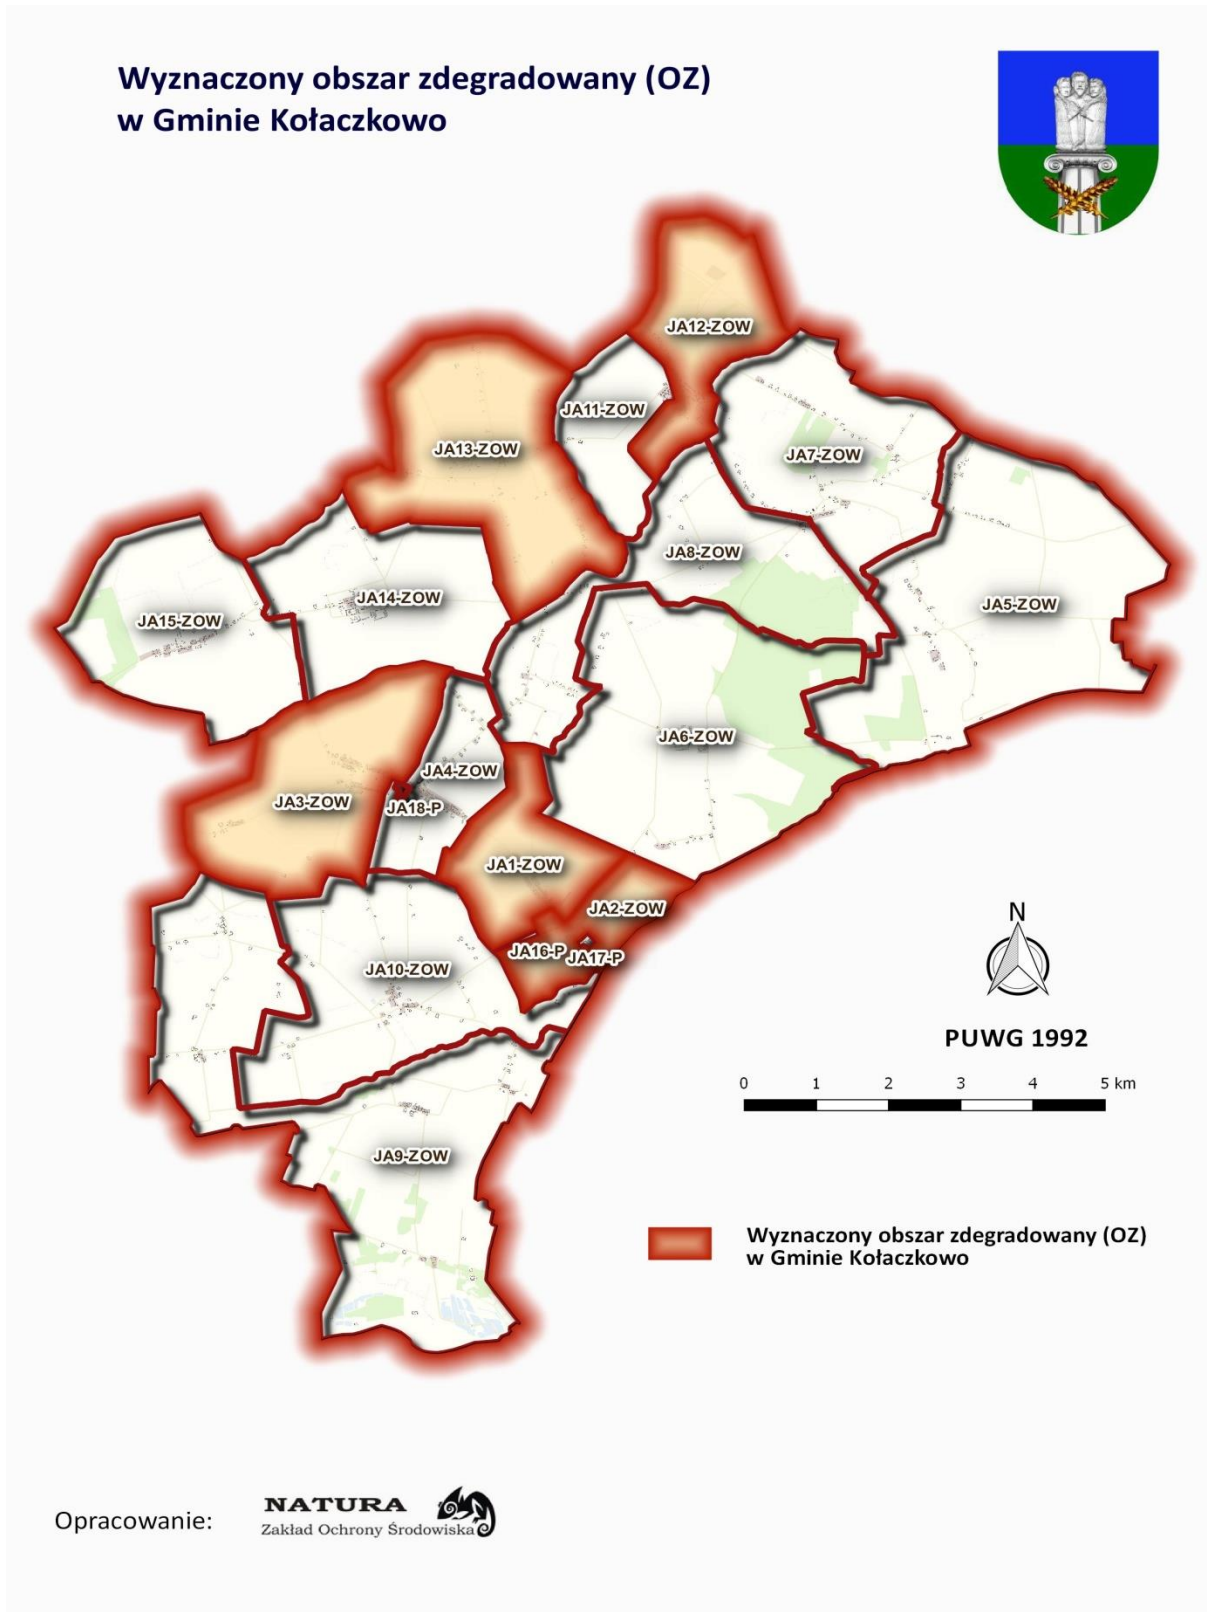 Wyznaczony obszar zdegradowany (OZ)
w Gminie Kołaczkowo
JA12-ZOW
JA11-ZOW
JA13-ZOW
JA7-ZOW
JA8-ZOW
JA14-ZOW
JA5-ZOW
JA15-ZOW
JA6-ZOW
JA4-ZOW
JA3-ZOW
JA18-P
JA1-ZOW
JA2-ZOW
N
JA16-P
JA17-P
JA10-ZOW
PUWG 1992
0 1 2 3 4 5 km
JA9-ZOW
Wyznaczony obszar zdegradowany (OZ)
w Gminie Kołaczkowo
NATURA
Opracowanie:
Zakład Ochrony Środowiska